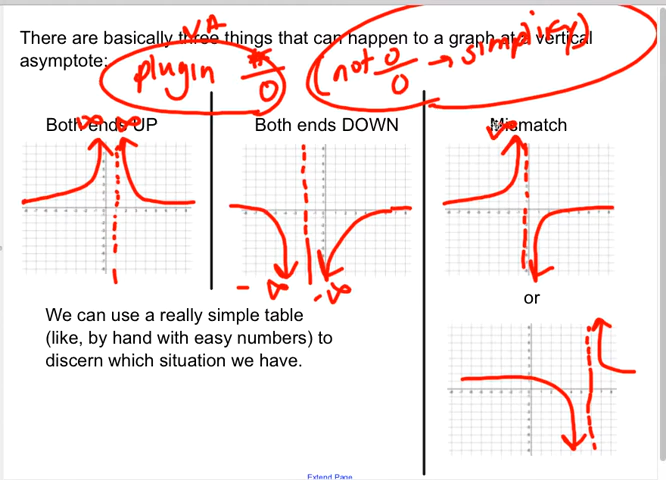 VA
There are basically three things that can happen to a graph at a vertical
asymptote:
plugin #/0
(not 0/0 → simplify)
Both ends UP
Both ends DOWN
Mismatch
∞ ∞
∞
- ∞ -∞
or
We can use a really simple table
(like, by hand with easy numbers) to
discern which situation we have.
Extend Page